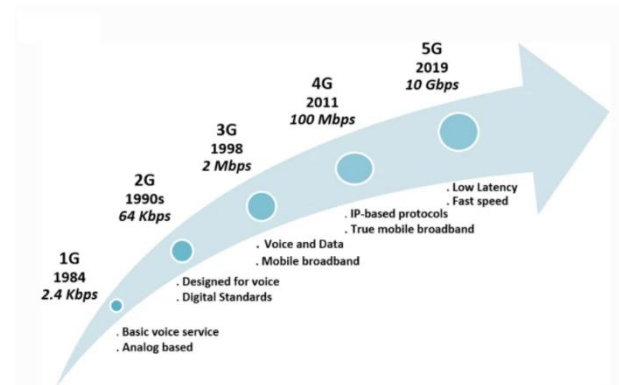 5G
2019
10 Gbps
4G
2011
100 Mbps
3G
1998
2 Mbps
2G
1990s
64 Kbps
1G
1984
2.4 Kbps
. Low Latency
. Fast speed
. IP-based protocols
. True mobile broadband
. Voice and Data
. Mobile broadband
. Designed for voice
. Digital Standards
. Basic voice service
. Analog based